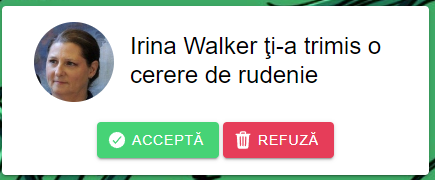 Irina Walker ţi-a trimis o
cerere de rudenie
ACCEPTĂ
REFUZĂ